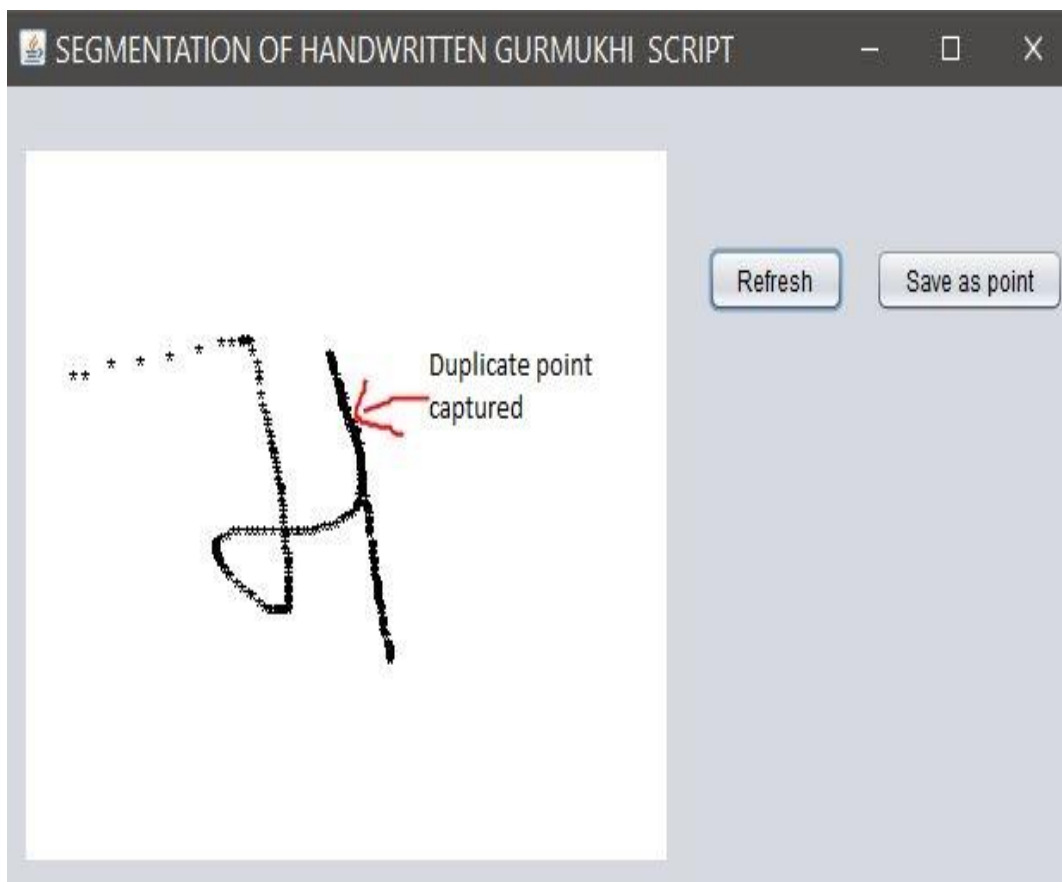 SEGMENTATION OF HANDWRITTEN GURMUKHI SCRIPT
Refresh
Save as point
ਮ
Duplicate point
captured